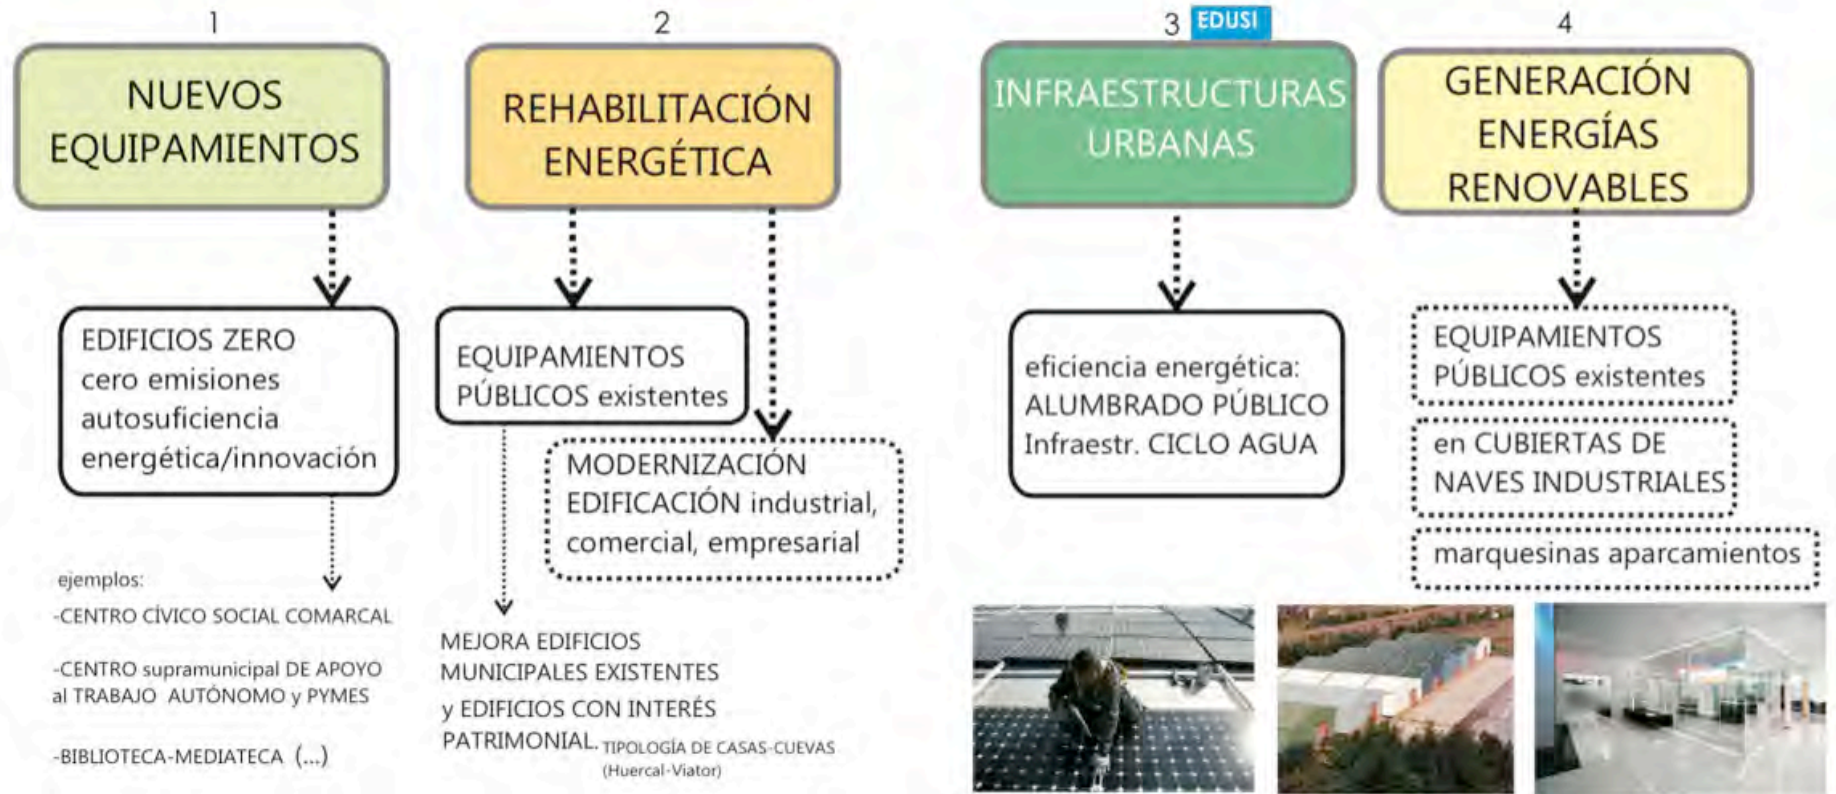 1
NUEVOS
EQUIPAMIENTOS
EDIFICIOS ZERO
cero emisiones
autosuficiencia
energética/innovación
ejemplos:
-CENTRO CÍVICO SOCIAL COMARCAL
-CENTRO supramunicipal DE APOYO
al TRABAJO AUTÓNOMO y PYMES
-BIBLIOTECA-MEDIATECA (...)
2
REHABILITACIÓN
ENERGÉTICA
EQUIPAMIENTOS
PÚBLICOS existentes
MODERNIZACIÓN
EDIFICACIÓN industrial,
comercial, empresarial
MEJORA EDIFICIOS
MUNICIPALES EXISTENTES
y EDIFICIOS CON INTERÉS
PATRIMONIAL. TIPOLOGÍA DE CASAS-CUEVAS
(Huercal-Viator)
3 EDUSI
INFRAESTRUCTURAS
URBANAS
eficiencia energética:
ALUMBRADO PÚBLICO
Infraestr. CICLO AGUA
4
GENERACIÓN
ENERGÍAS
RENOVABLES
EQUIPAMIENTOS
PÚBLICOS existentes
en CUBIERTAS DE
NAVES INDUSTRIALES
marquesinas aparcamientos